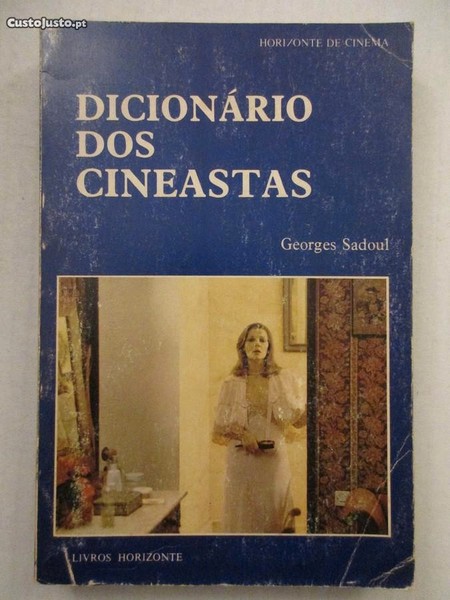 CustoJusto.pt
HORIZONTE DE CINEMA
DICIONÁRIO
DOS
CINEASTAS
Georges Sadoul
LIVROS HORIZONTE